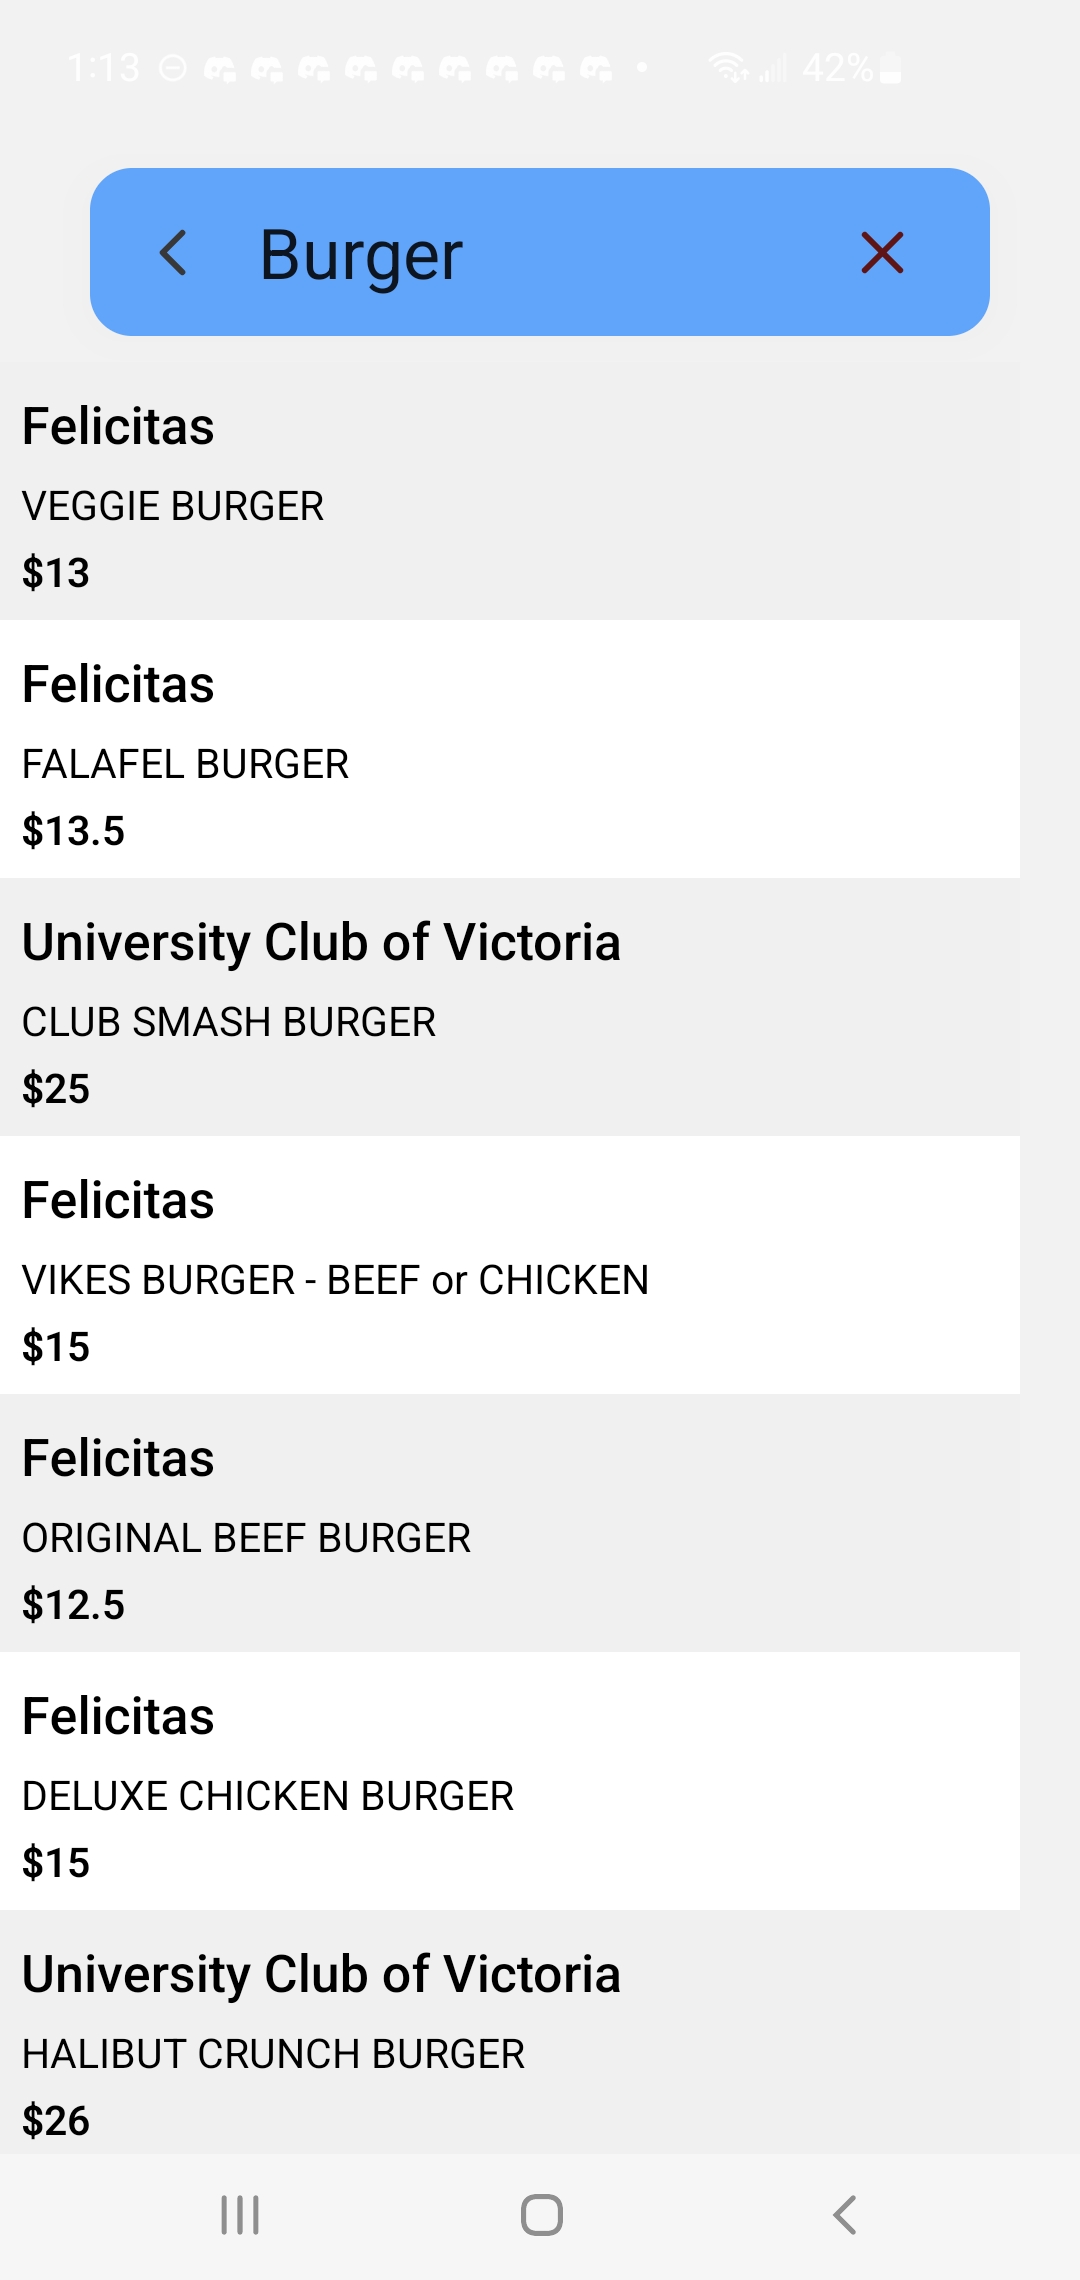 1:13 42%
Burger
Felicitas
VEGGIE BURGER
$13
Felicitas
FALAFEL BURGER
$13.5
University Club of Victoria
CLUB SMASH BURGER
$25
Felicitas
VIKES BURGER - BEEF or CHICKEN
$15
Felicitas
ORIGINAL BEEF BURGER
$12.5
Felicitas
DELUXE CHICKEN BURGER
$15
University Club of Victoria
HALIBUT CRUNCH BURGER
$26